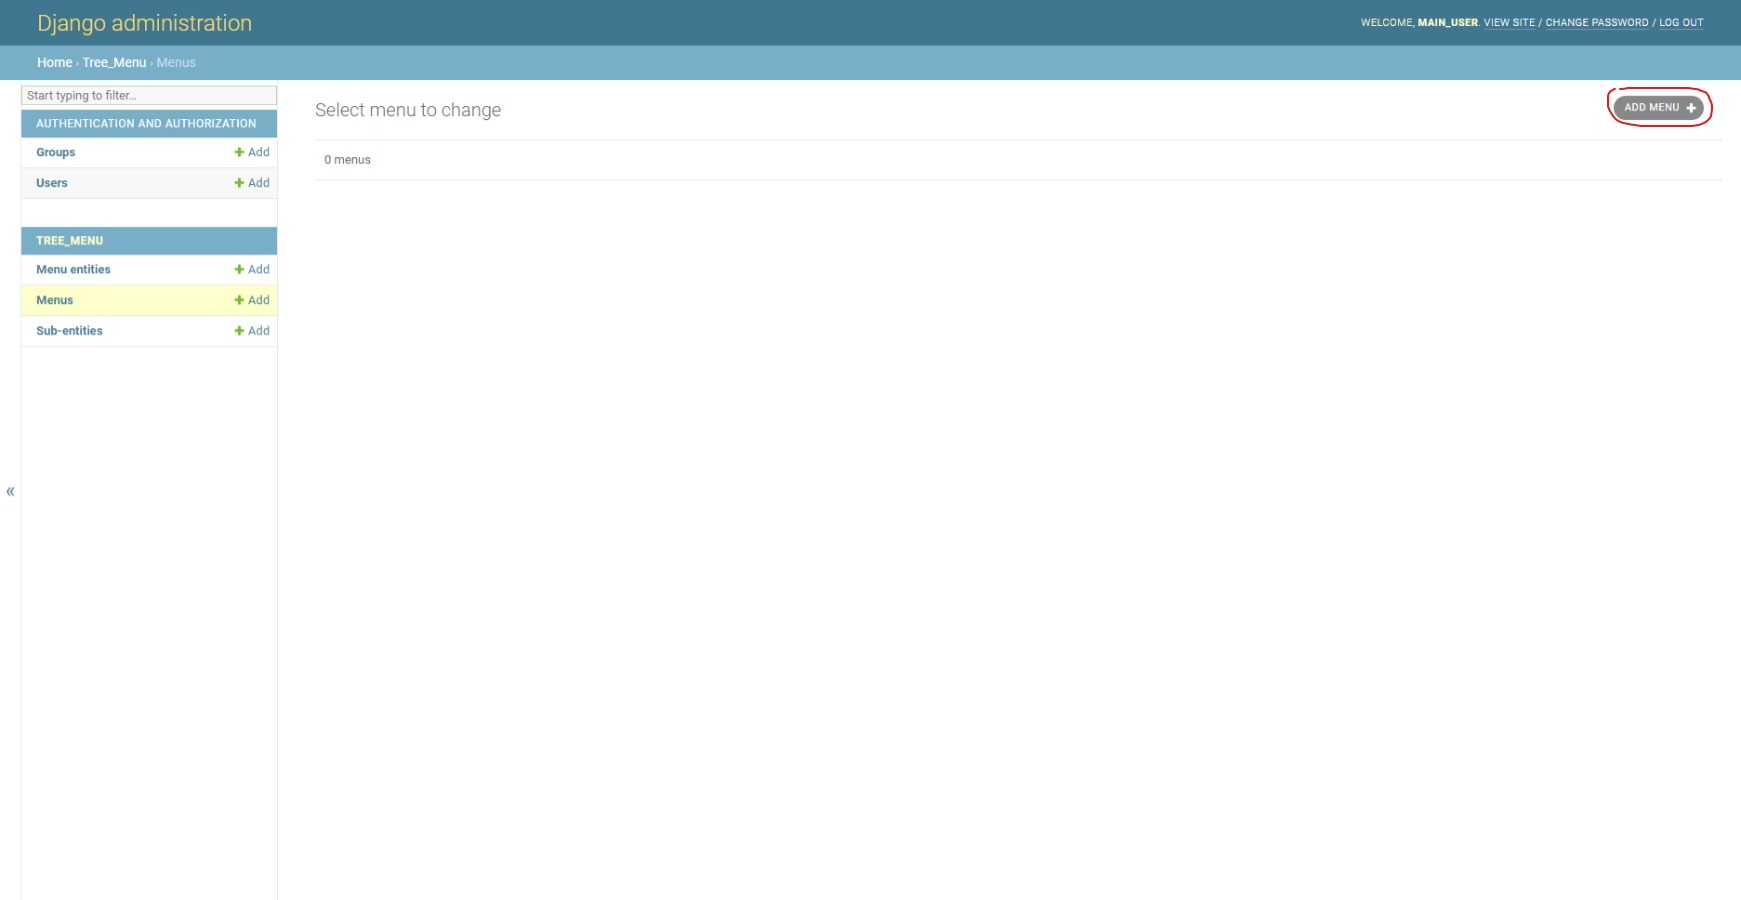 Django administration
WELCOME, MAIN_USER. VIEW SITE / CHANGE PASSWORD / LOG OUT
Home › Tree_Menu › Menus
Start typing to filter...
AUTHENTICATION AND AUTHORIZATION
Groups + Add
Users + Add
TREE_MENU
Menu entities + Add
Menus + Add
Sub-entities + Add
«
Select menu to change
ADD MENU +
0 menus